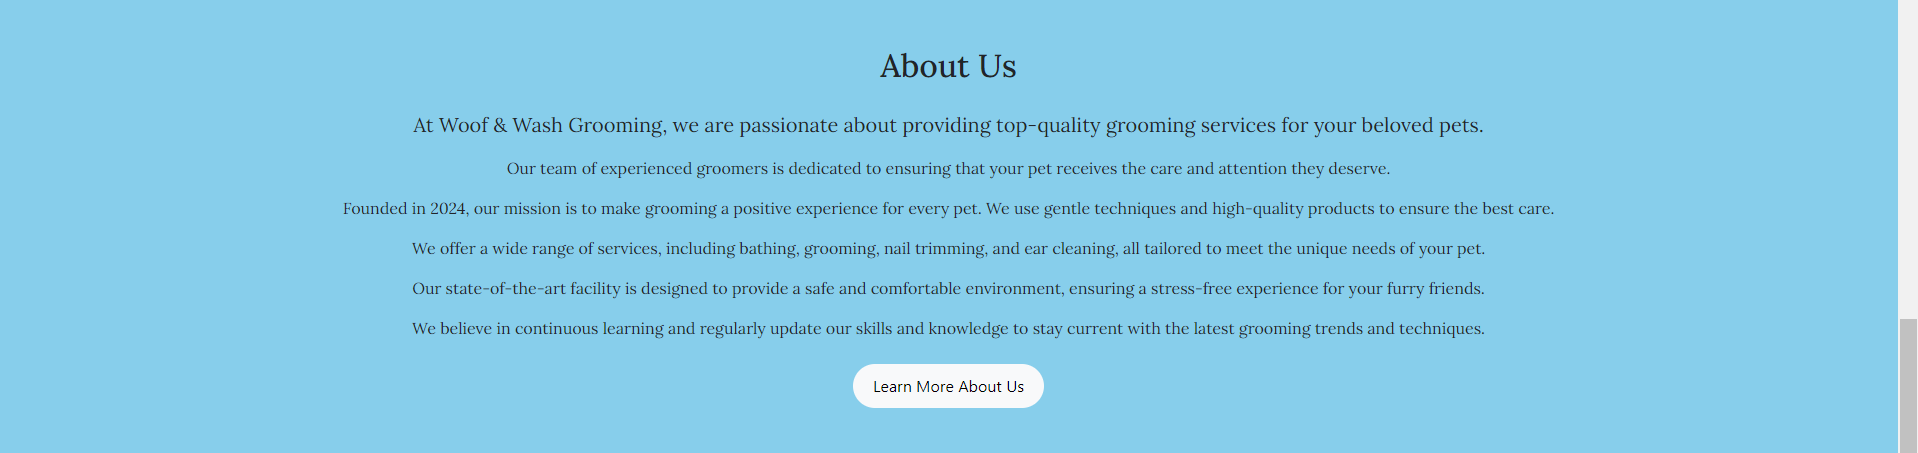 About Us
At Woof & Wash Grooming, we are passionate about providing top-quality grooming services for your beloved pets.
Our team of experienced groomers is dedicated to ensuring that your pet receives the care and attention they deserve.
Founded in 2024, our mission is to make grooming a positive experience for every pet. We use gentle techniques and high-quality products to ensure the best care.
We offer a wide range of services, including bathing, grooming, nail trimming, and ear cleaning, all tailored to meet the unique needs of your pet.
Our state-of-the-art facility is designed to provide a safe and comfortable environment, ensuring a stress-free experience for your furry friends.
We believe in continuous learning and regularly update our skills and knowledge to stay current with the latest grooming trends and techniques.
Learn More About Us